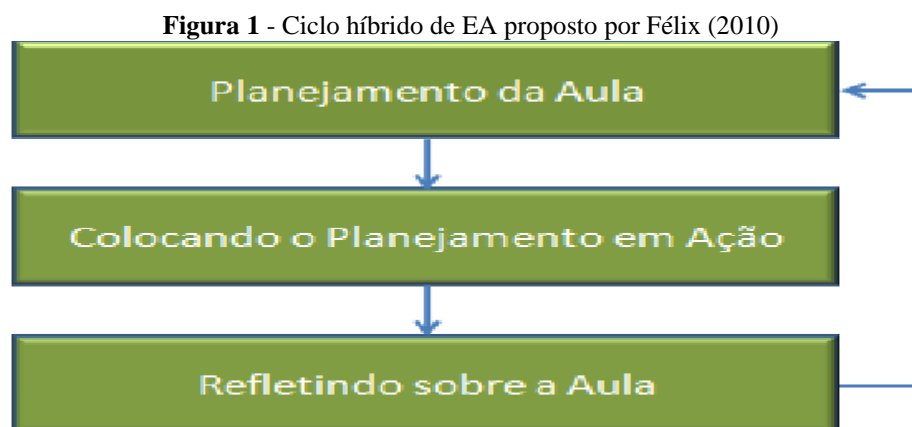 Figura 1 - Ciclo híbrido de EA proposto por Félix (2010)
Planejamento da Aula
Colocando o Planejamento em Ação
Refletindo sobre a Aula